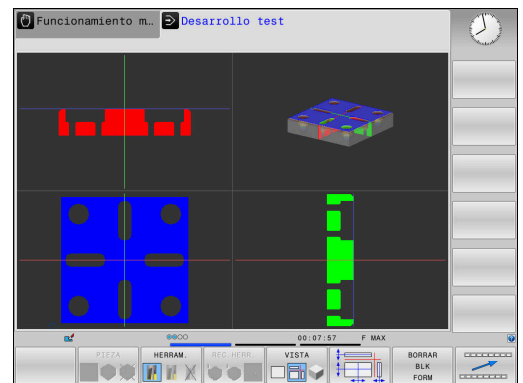 Funcionamiento m… Desarrollo test
00:07:57 F MAX
PIEZA HERRAM. REC.HERR. VISTA BORRAR
BLK
FORM